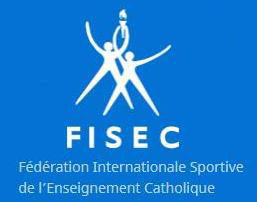 FISEC
Fédération Internationale Sportive
de l'Enseignement Catholique